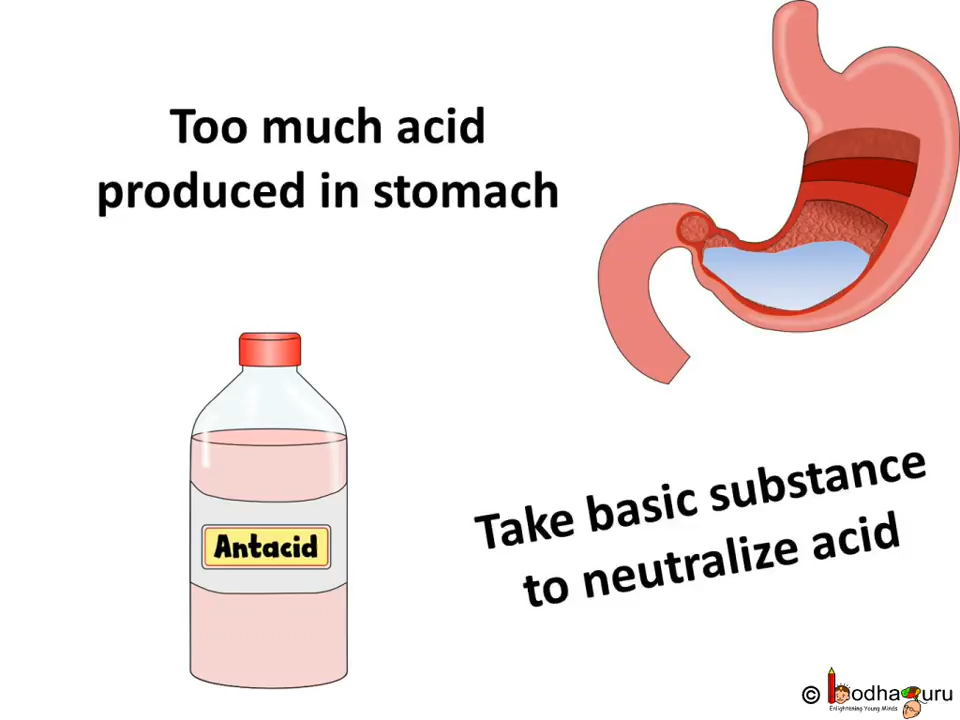 Too much acid
produced in stomach
Antacid
Take basic substance
to neutralize acid
© bodhaguru
Enlightening Young Minds